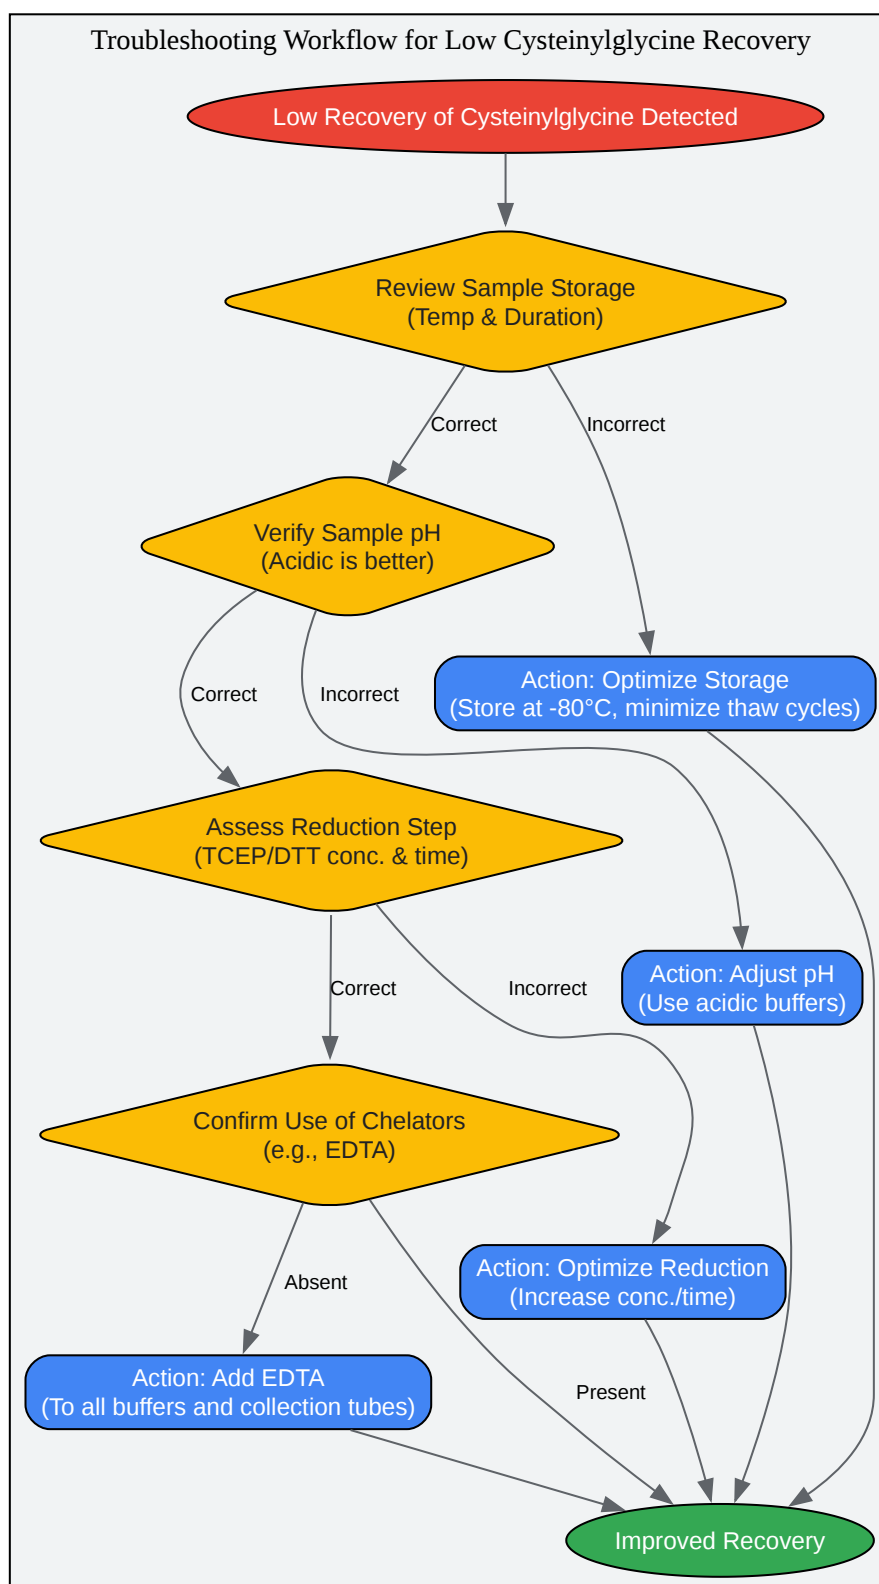 Troubleshooting Workflow for Low Cysteinylglycine Recovery
Low Recovery of Cysteinylglycine Detected
Review Sample Storage
(Temp & Duration)
Correct
Incorrect
Verify Sample pH
(Acidic is better)
Correct
Incorrect
Action: Optimize Storage
(Store at -80°C, minimize thaw cycles)
Assess Reduction Step
(TCEP/DTT conc. & time)
Correct
Incorrect
Action: Adjust pH
(Use acidic buffers)
Confirm Use of Chelators
(e.g., EDTA)
Absent
Action: Optimize Reduction
(Increase conc./time)
Action: Add EDTA
(To all buffers and collection tubes)
Present
Improved Recovery